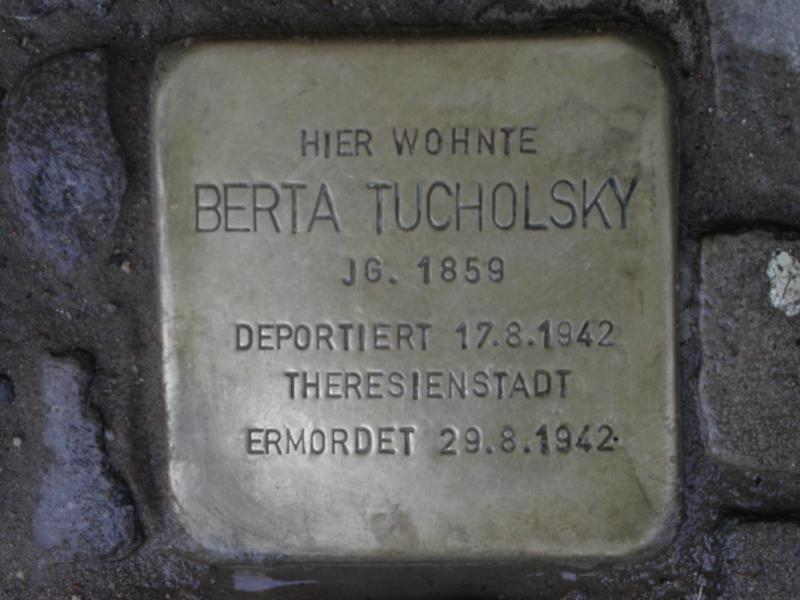 HIER WOHNTE
BERTA TUCHOLSKY
JG. 1859
DEPORTIERT 17.8.1942
THERESIENSTADT
ERMORDET 29.8.1942